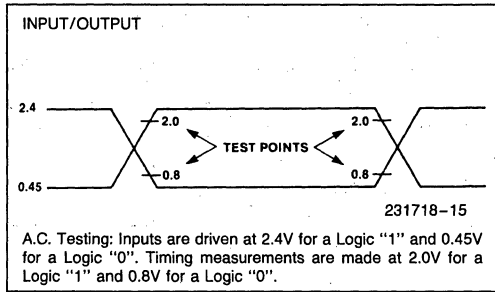 INPUT/OUTPUT
2.4
2.0
2.0
TEST POINTS
0.8
0.8
0.45
231718-15
A.C. Testing: Inputs are driven at 2.4V for a Logic "1" and 0.45V
for a Logic "0". Timing measurements are made at 2.0V for a
Logic "1" and 0.8V for a Logic "0".